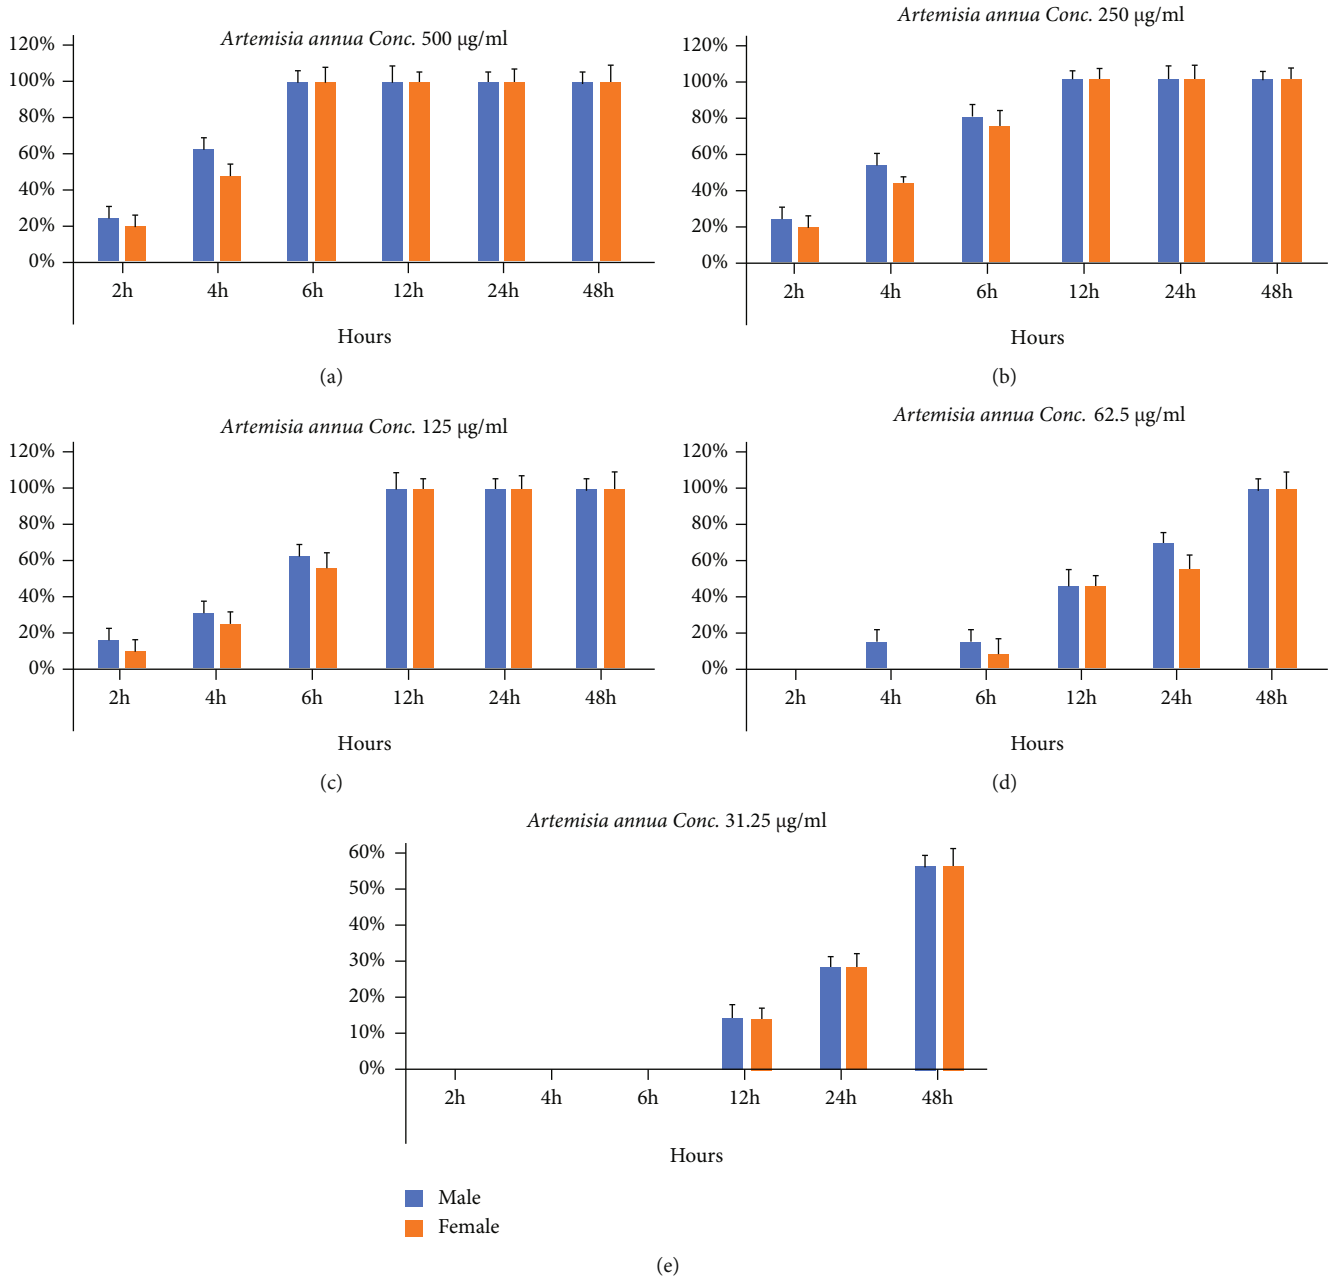 Artemisia annua Conc. 500 µg/ml
120%
100%
80%
60%
40%
20%
0%
2h 4h 6h 12h 24h 48h
Hours
(a)
Artemisia annua Conc. 250 µg/ml
120%
100%
80%
60%
40%
20%
0%
2h 4h 6h 12h 24h 48h
Hours
(b)
Artemisia annua Conc. 125 µg/ml
120%
100%
80%
60%
40%
20%
0%
2h 4h 6h 12h 24h 48h
Hours
(c)
Artemisia annua Conc. 62.5 µg/ml
120%
100%
80%
60%
40%
20%
0%
2h 4h 6h 12h 24h 48h
Hours
(d)
Artemisia annua Conc. 31.25 µg/ml
60%
50%
40%
30%
20%
10%
0%
2h 4h 6h 12h 24h 48h
Hours
Male
Female
(e)